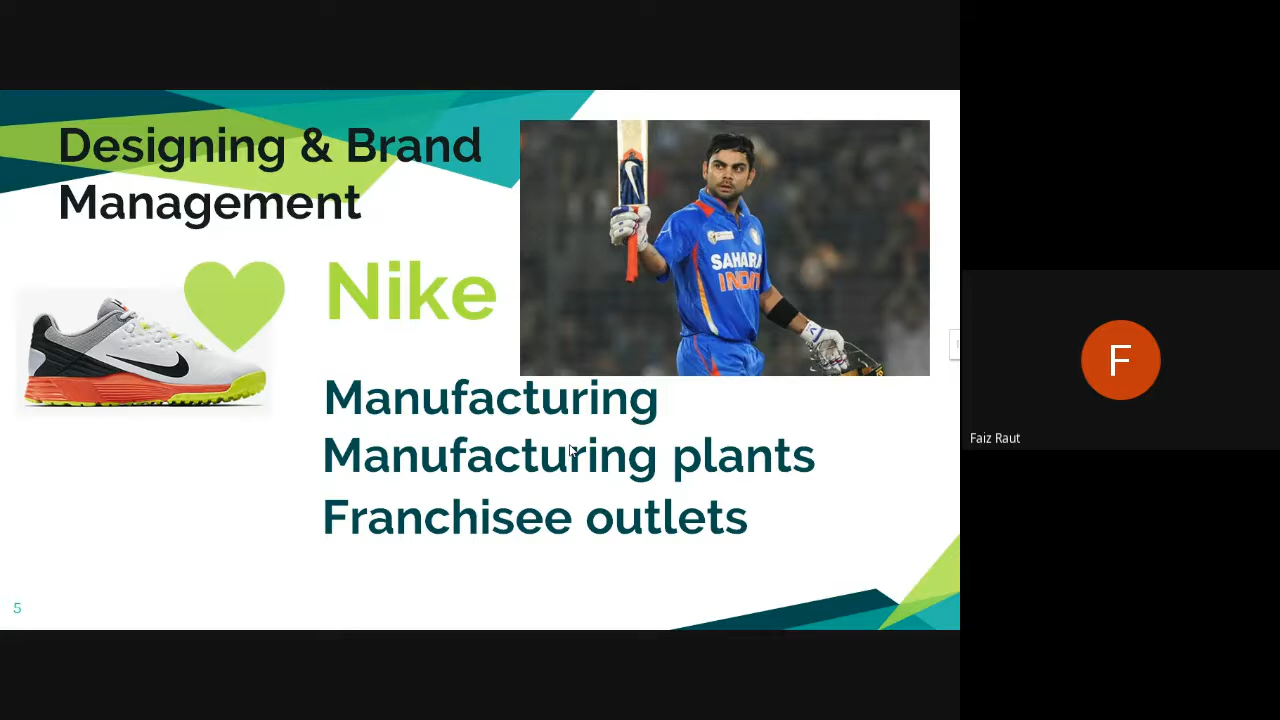 Designing & Brand
Management
Nike
SAHARA
INDIA
Manufacturing
Manufacturing plants
Franchisee outlets
5
F
Faiz Raut